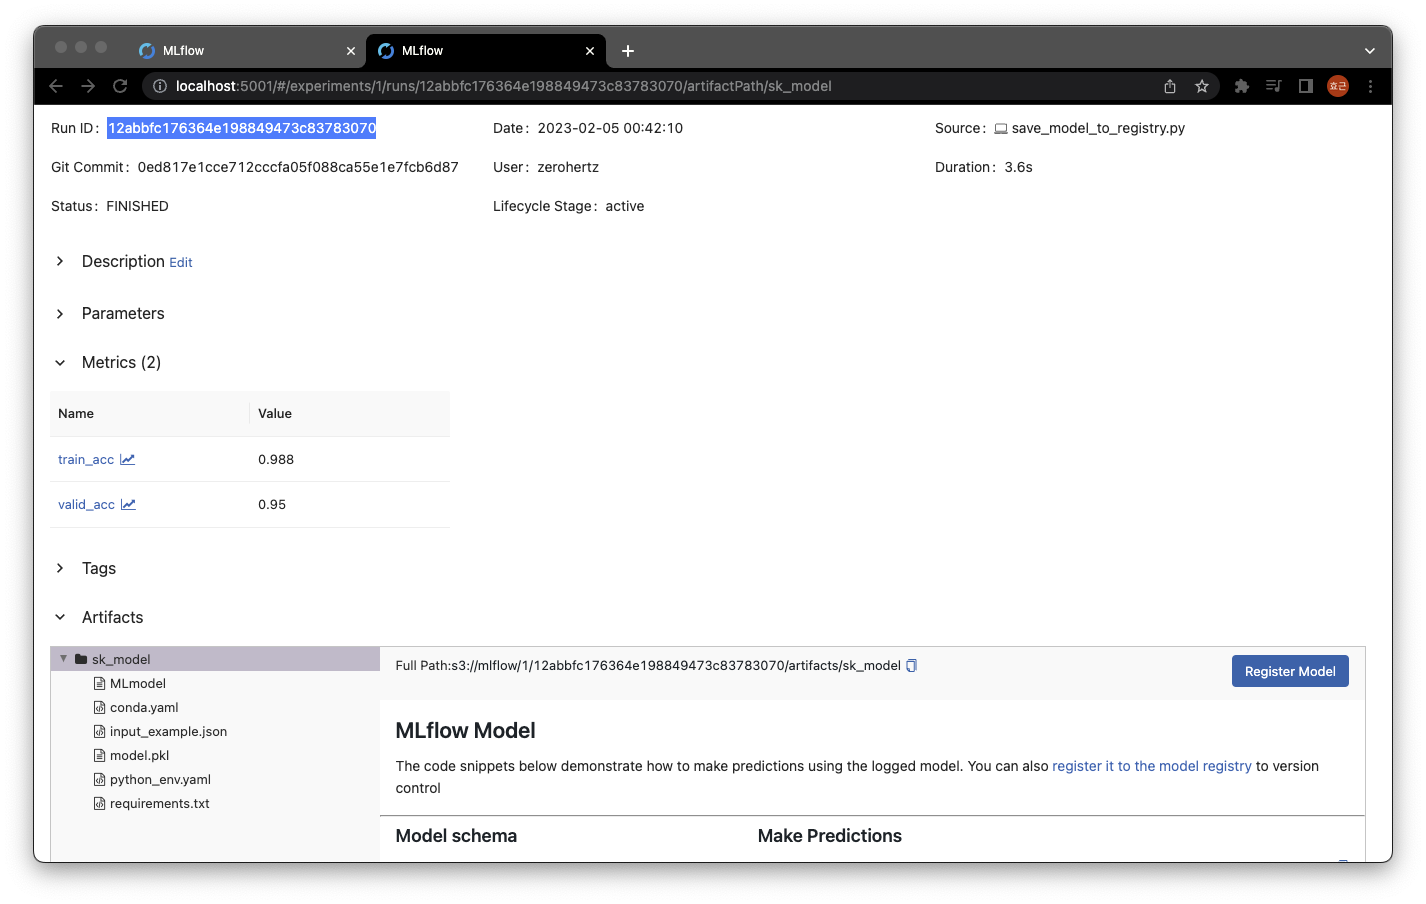 MLflow
MLflow
localhost:5001/#/experiments/1/runs/12abbfc176364e198849473c83783070/artifactPath/sk_model
효근
Run ID: 12abbfc176364e198849473c83783070
Date: 2023-02-05 00:42:10
Source: save_model_to_registry.py
Git Commit: 0ed817e1cce712cccfa05f088ca55e1e7fcb6d87
User: zerohertz
Duration: 3.6s
Status: FINISHED
Lifecycle Stage: active
Description Edit
Parameters
Metrics (2)
Name Value
train_acc 0.988
valid_acc 0.95
Tags
Artifacts
sk_model
MLmodel
conda.yaml
input_example.json
model.pkl
python_env.yaml
requirements.txt
Full Path:s3://mlflow/1/12abbfc176364e198849473c83783070/artifacts/sk_model
Register Model
MLflow Model
The code snippets below demonstrate how to make predictions using the logged model. You can also register it to the model registry to version
control
Model schema
Make Predictions